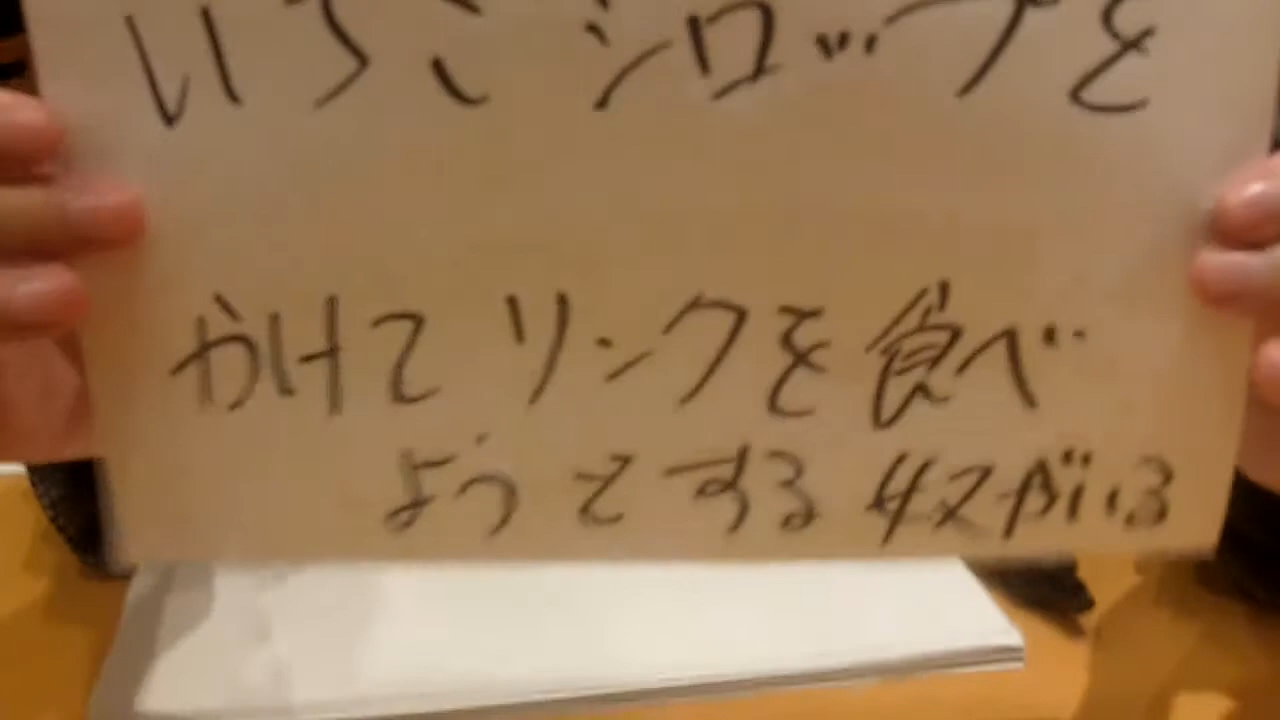 いちごシロップを
かけてリンクを食べ
ようとする奴がいる